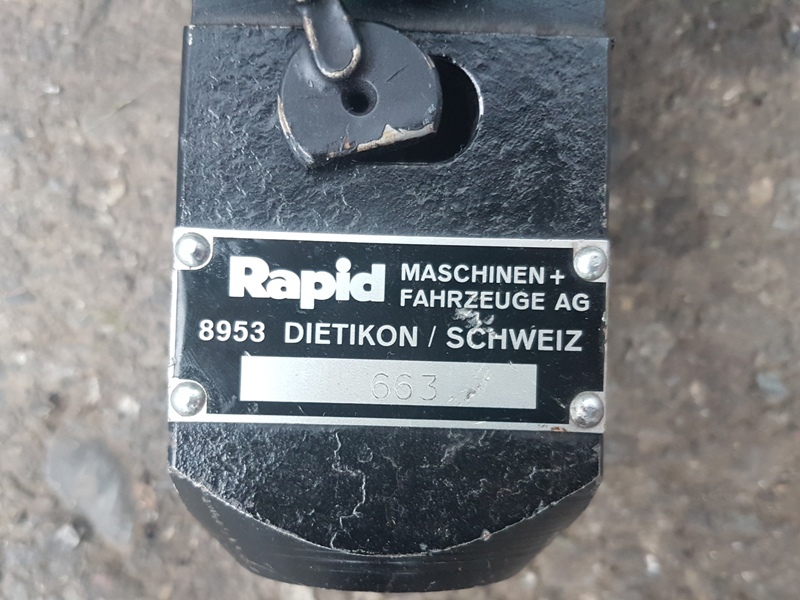 Rapid MASCHINEN +
FAHRZEUGE AG
8953 DIETIKON / SCHWEIZ
663